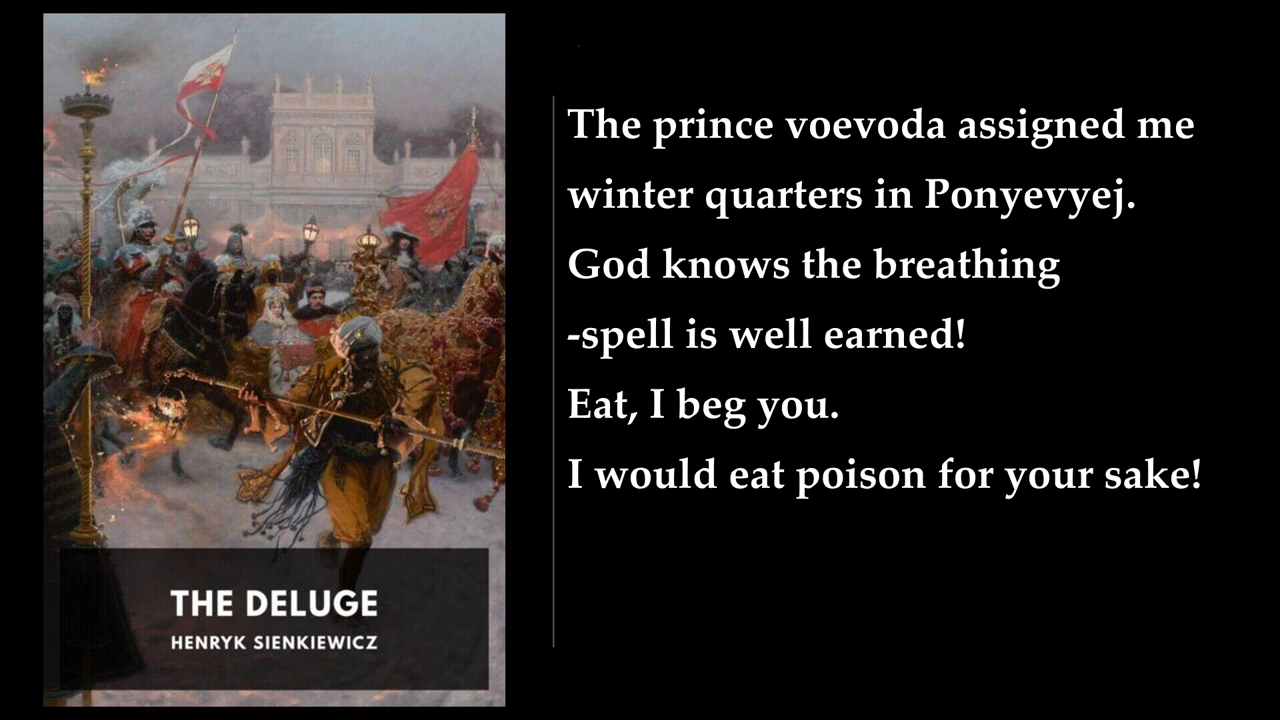 The prince voevoda assigned me
winter quarters in Ponyevyej.
God knows the breathing
-spell is well earned!
Eat, I beg you.
I would eat poison for your sake!
THE DELUGE
HENRYK SIENKIEWICZ